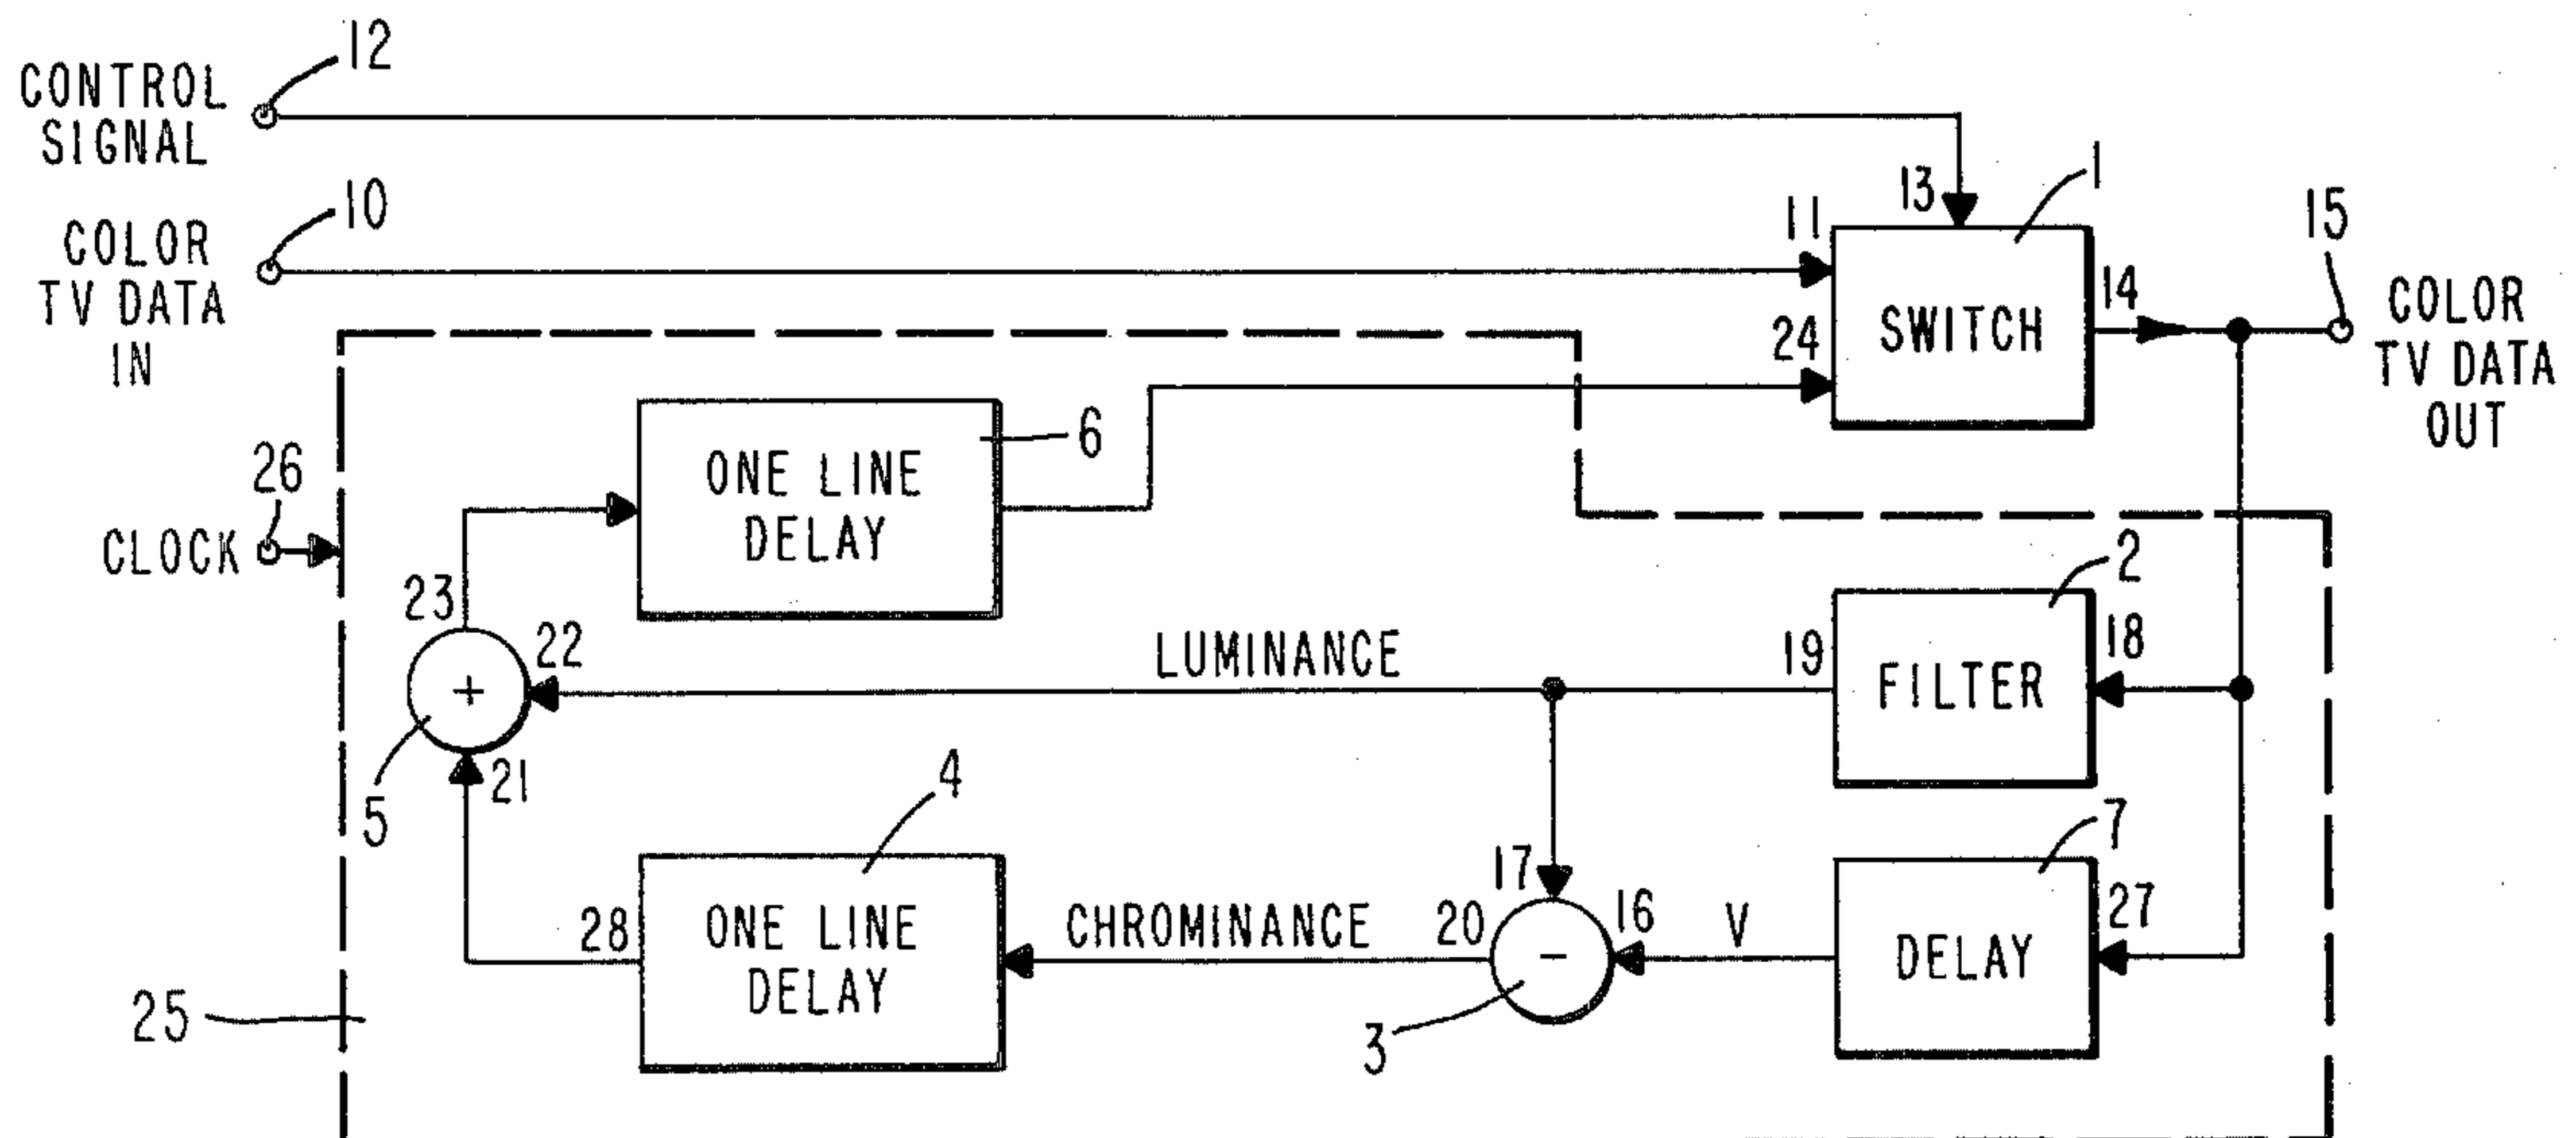 12
CONTROL
SIGNAL
10
COLOR
TV DATA
IN
13
1
11
SWITCH
14
15
24
COLOR
TV DATA
OUT
6
ONE LINE
DELAY
26
CLOCK
23
22
+
5
21
LUMINANCE
19
2
18
FILTER
4
ONE LINE
DELAY
28
CHROMINANCE
20
17
16
-
3
V
7
27
DELAY
25